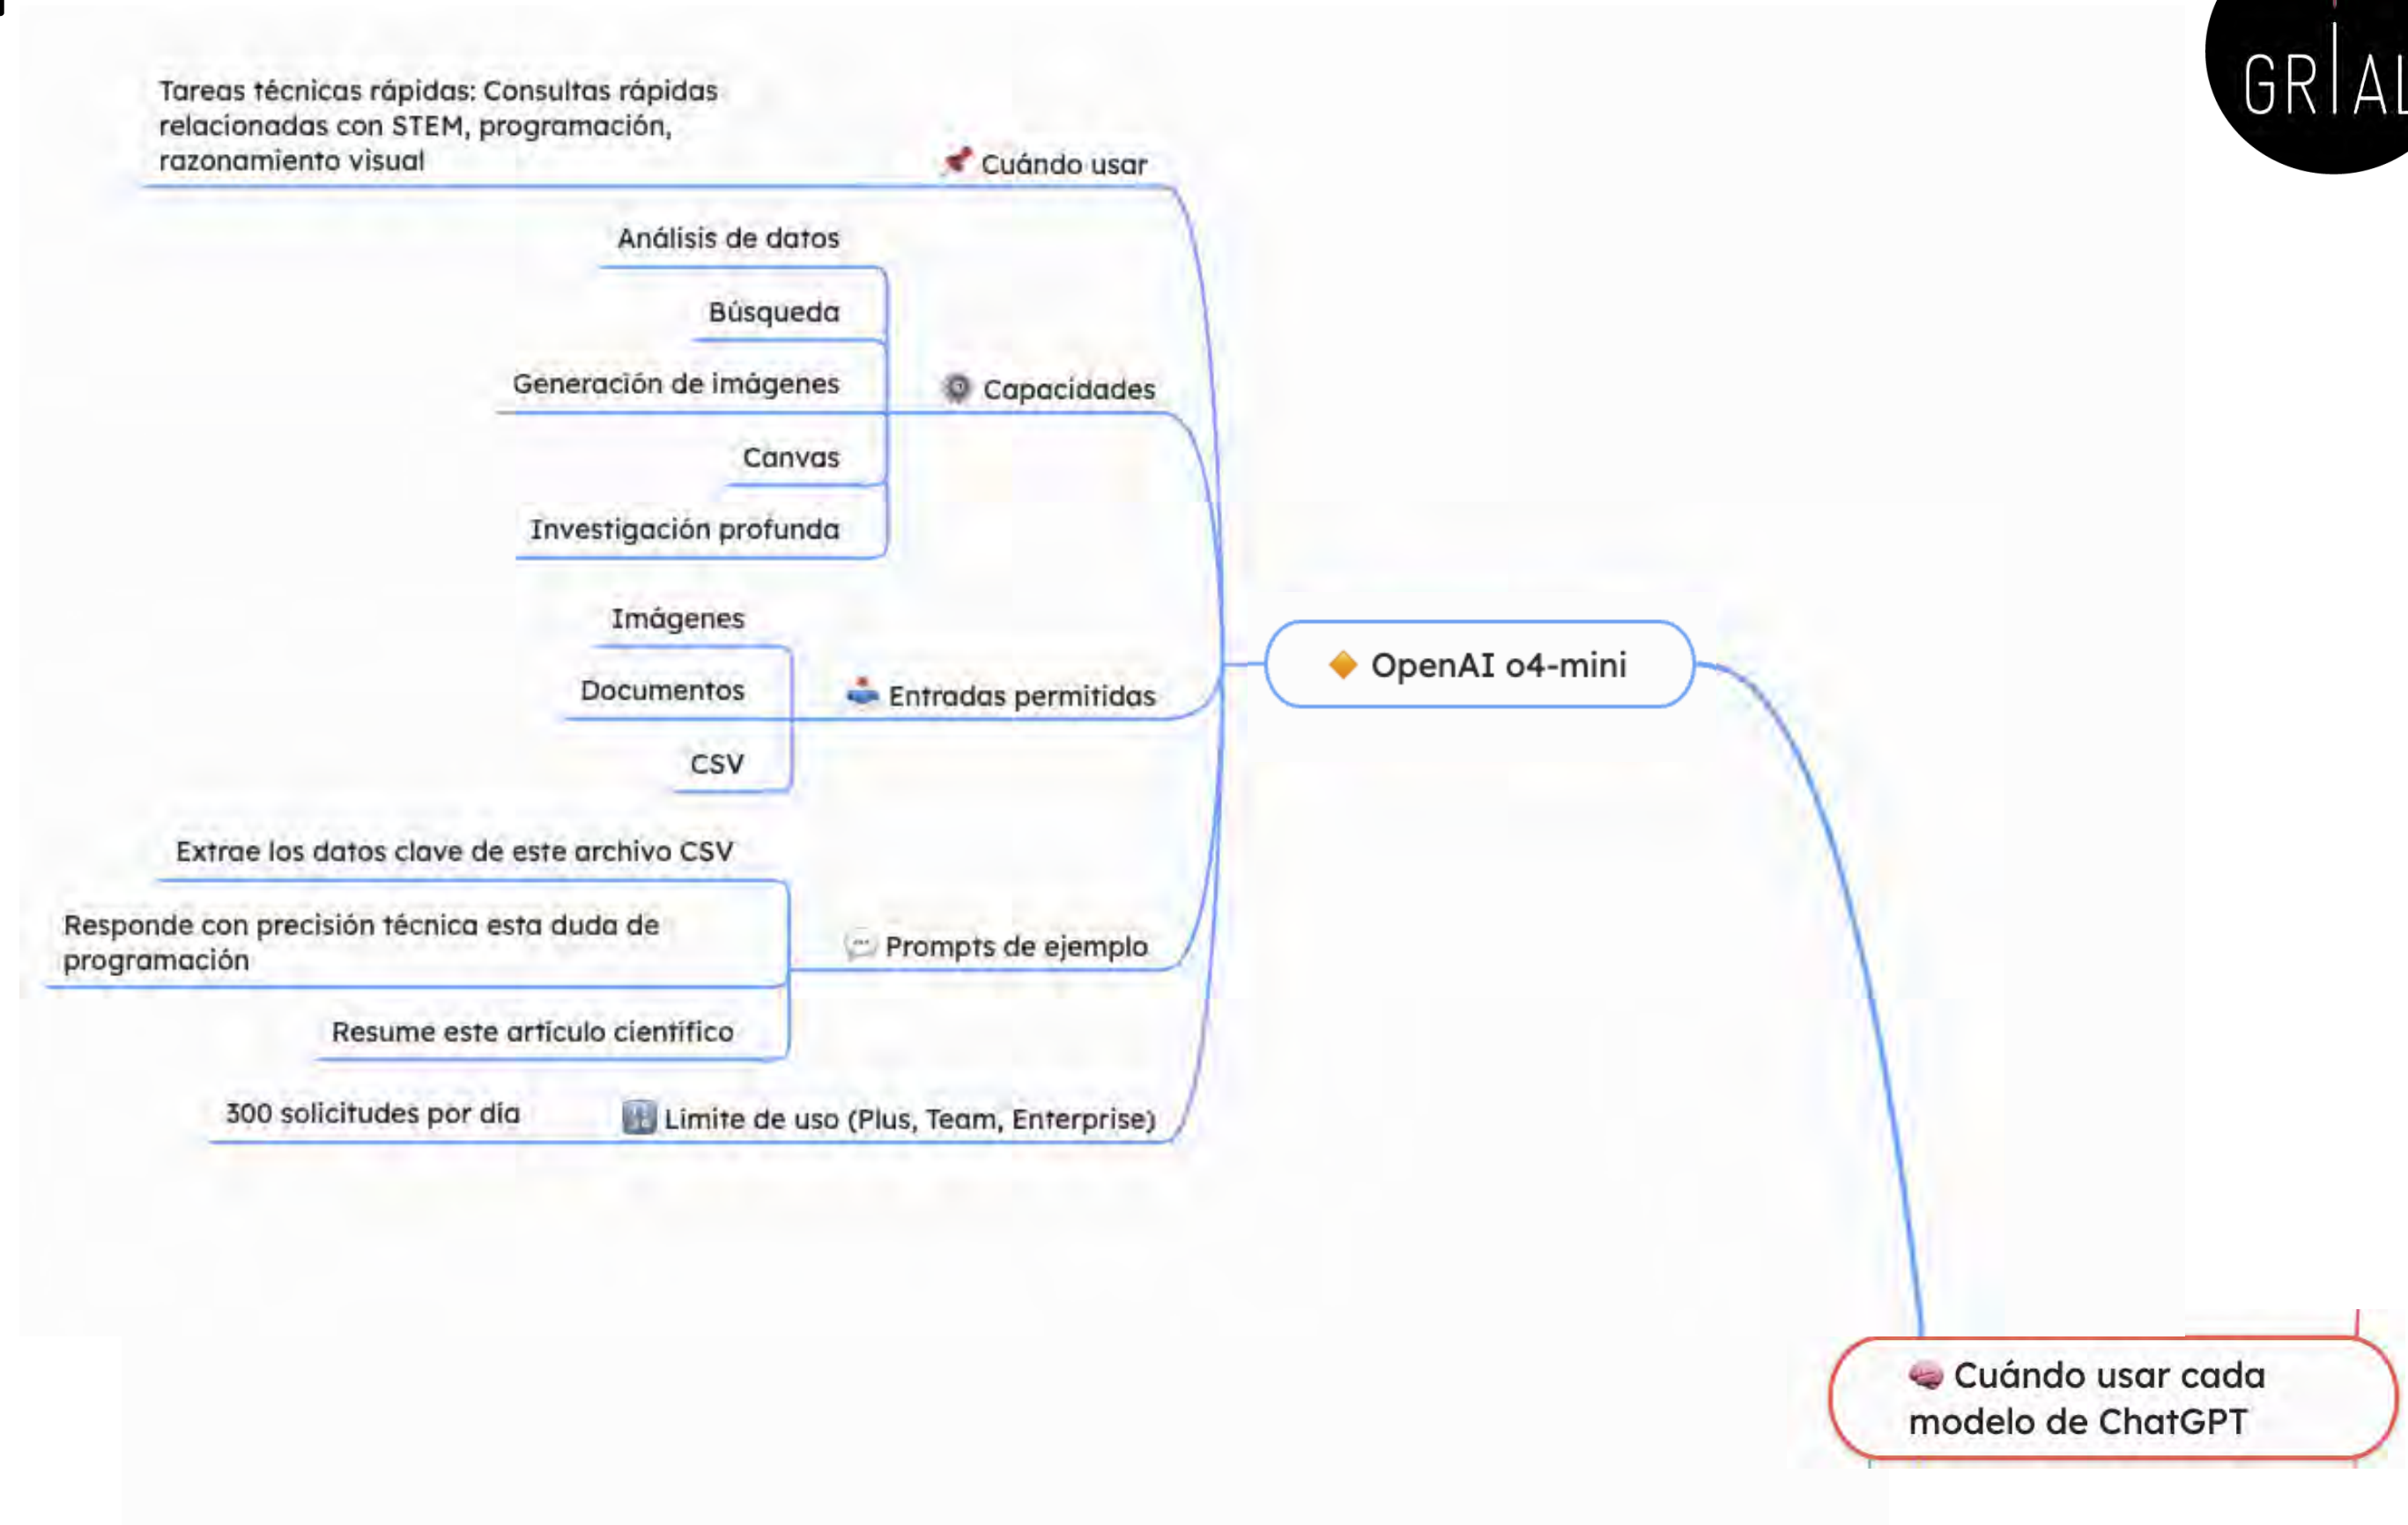 GRIAL
Tareas técnicas rápidas: Consultas rápidas
relacionadas con STEM, programación,
razonamiento visual
Cuándo usar
Análisis de datos
Búsqueda
Generación de imágenes
Canvas
Investigación profunda
Capacidades
Imágenes
Documentos
CSV
Entradas permitidas
Extrae los datos clave de este archivo CSV
Responde con precisión técnica esta duda de
programación
Resume este artículo científico
Prompts de ejemplo
300 solicitudes por día
Límite de uso (Plus, Team, Enterprise)
OpenAI o4-mini
Cuándo usar cada
modelo de ChatGPT